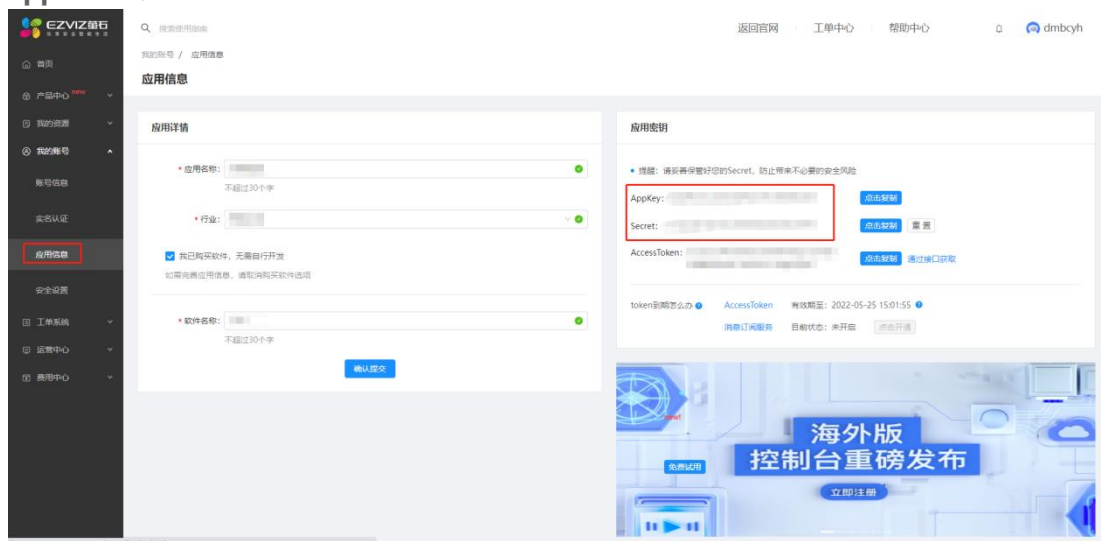 EZVIZ萤石
搜索使用指南
返回官网
工单中心
帮助中心
dmbcyh
我的账号 / 应用信息
应用信息
首页
产品中心 new
我的资源
我的账号
账号信息
实名认证
应用信息
安全设置
工单系统
运营中心
费用中心
应用详情
* 应用名称:
不超过30个字
* 行业:
我已购买软件，无需自行开发
如需完善应用信息，请取消购买软件选项
* 软件名称:
不超过30个字
确认提交
应用密钥
提醒：请妥善保管好您的Secret，防止带来不必要的安全风险
AppKey: 点击复制
Secret: 点击复制 重置
AccessToken: 点击复制 通过接口获取
token到期怎么办 AccessToken 有效期至：2022-05-25 15:01:55
消息订阅服务 目前状态：未开启 点击开通
new!
海外版
控制台重磅发布
免费试用
立即注册